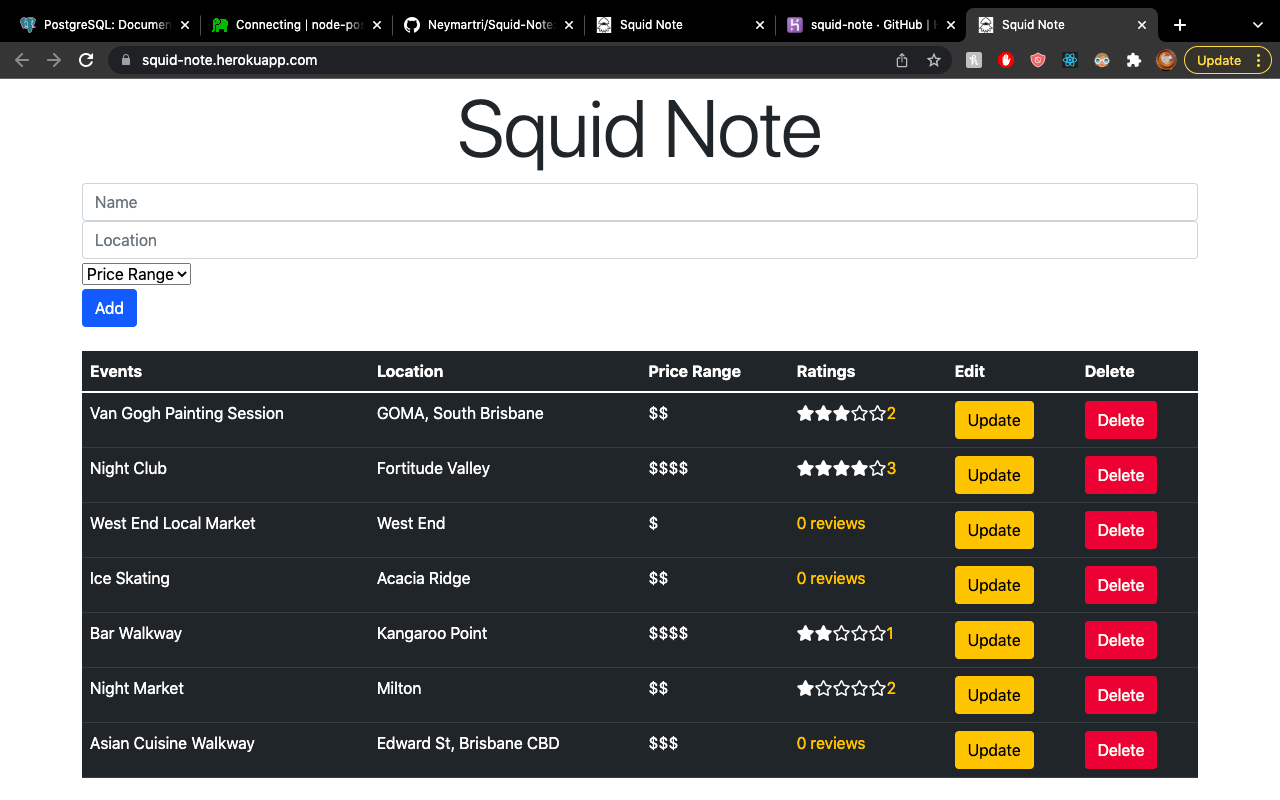 PostgreSQL: Documen
Connecting | node-pos
Neymartri/Squid-Note:
Squid Note
squid-note · GitHub | H
Squid Note
squid-note.herokuapp.com
Update
Squid Note
Name
Location
Price Range
Add
Events Location Price Range Ratings Edit Delete
Van Gogh Painting Session GOMA, South Brisbane $$ 2 Update Delete
Night Club Fortitude Valley $$$$ 3 Update Delete
West End Local Market West End $ 0 reviews Update Delete
Ice Skating Acacia Ridge $$ 0 reviews Update Delete
Bar Walkway Kangaroo Point $$$$ 1 Update Delete
Night Market Milton $$ 2 Update Delete
Asian Cuisine Walkway Edward St, Brisbane CBD $$$ 0 reviews Update Delete